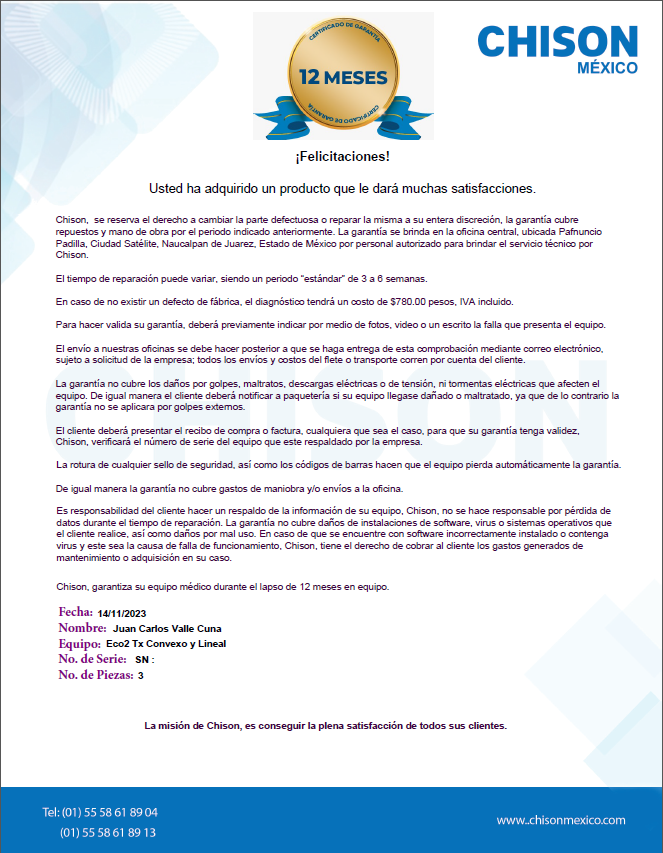 CERTIFICADO DE GARANTÍA
12 MESES
CERTIFICADO DE GARANTÍA
CHISON
MÉXICO
¡Felicitaciones!
Usted ha adquirido un producto que le dará muchas satisfacciones.
Chison, se reserva el derecho a cambiar la parte defectuosa o reparar la misma a su entera discreción, la garantía cubre
repuestos y mano de obra por el periodo indicado anteriormente. La garantía se brinda en la oficina central, ubicada Pafnuncio
Padilla, Ciudad Satélite, Naucalpan de Juarez, Estado de México por personal autorizado para brindar el servicio técnico por
Chison.
El tiempo de reparación puede variar, siendo un periodo “estándar” de 3 a 6 semanas.
En caso de no existir un defecto de fábrica, el diagnóstico tendrá un costo de $780.00 pesos, IVA incluido.
Para hacer valida su garantía, deberá previamente indicar por medio de fotos, video o un escrito la falla que presenta el equipo.
El envío a nuestras oficinas se debe hacer posterior a que se haga entrega de esta comprobación mediante correo electrónico,
sujeto a solicitud de la empresa; todos los envíos y costos del flete o transporte corren por cuenta del cliente.
La garantía no cubre los daños por golpes, maltratos, descargas eléctricas o de tensión, ni tormentas eléctricas que afecten el
equipo. De igual manera el cliente deberá notificar a paquetería si su equipo llegase dañado o maltratado, ya que de lo contrario la
garantía no se aplicara por golpes externos.
El cliente deberá presentar el recibo de compra o factura, cualquiera que sea el caso, para que su garantía tenga validez,
Chison, verificará el número de serie del equipo que este respaldado por la empresa.
La rotura de cualquier sello de seguridad, así como los códigos de barras hacen que el equipo pierda automáticamente la garantía.
De igual manera la garantía no cubre gastos de maniobra y/o envíos a la oficina.
Es responsabilidad del cliente hacer un respaldo de la información de su equipo, Chison, no se hace responsable por pérdida de
datos durante el tiempo de reparación. La garantía no cubre daños de instalaciones de software, virus o sistemas operativos que
el cliente realice, así como daños por mal uso. En caso de que se encuentre con software incorrectamente instalado o contenga
virus y este sea la causa de falla de funcionamiento, Chison, tiene el derecho de cobrar al cliente los gastos generados de
mantenimiento o adquisición en su caso.
Chison, garantiza su equipo médico durante el lapso de 12 meses en equipo.
Fecha: 14/11/2023
Nombre: Juan Carlos Valle Cuna
Equipo: Eco2 Tx Convexo y Lineal
No. de Serie: SN :
No. de Piezas: 3
La misión de Chison, es conseguir la plena satisfacción de todos sus clientes.
Tel: (01) 55 58 61 89 04
(01) 55 58 61 89 13
www..chisonmexico.com
CHISON